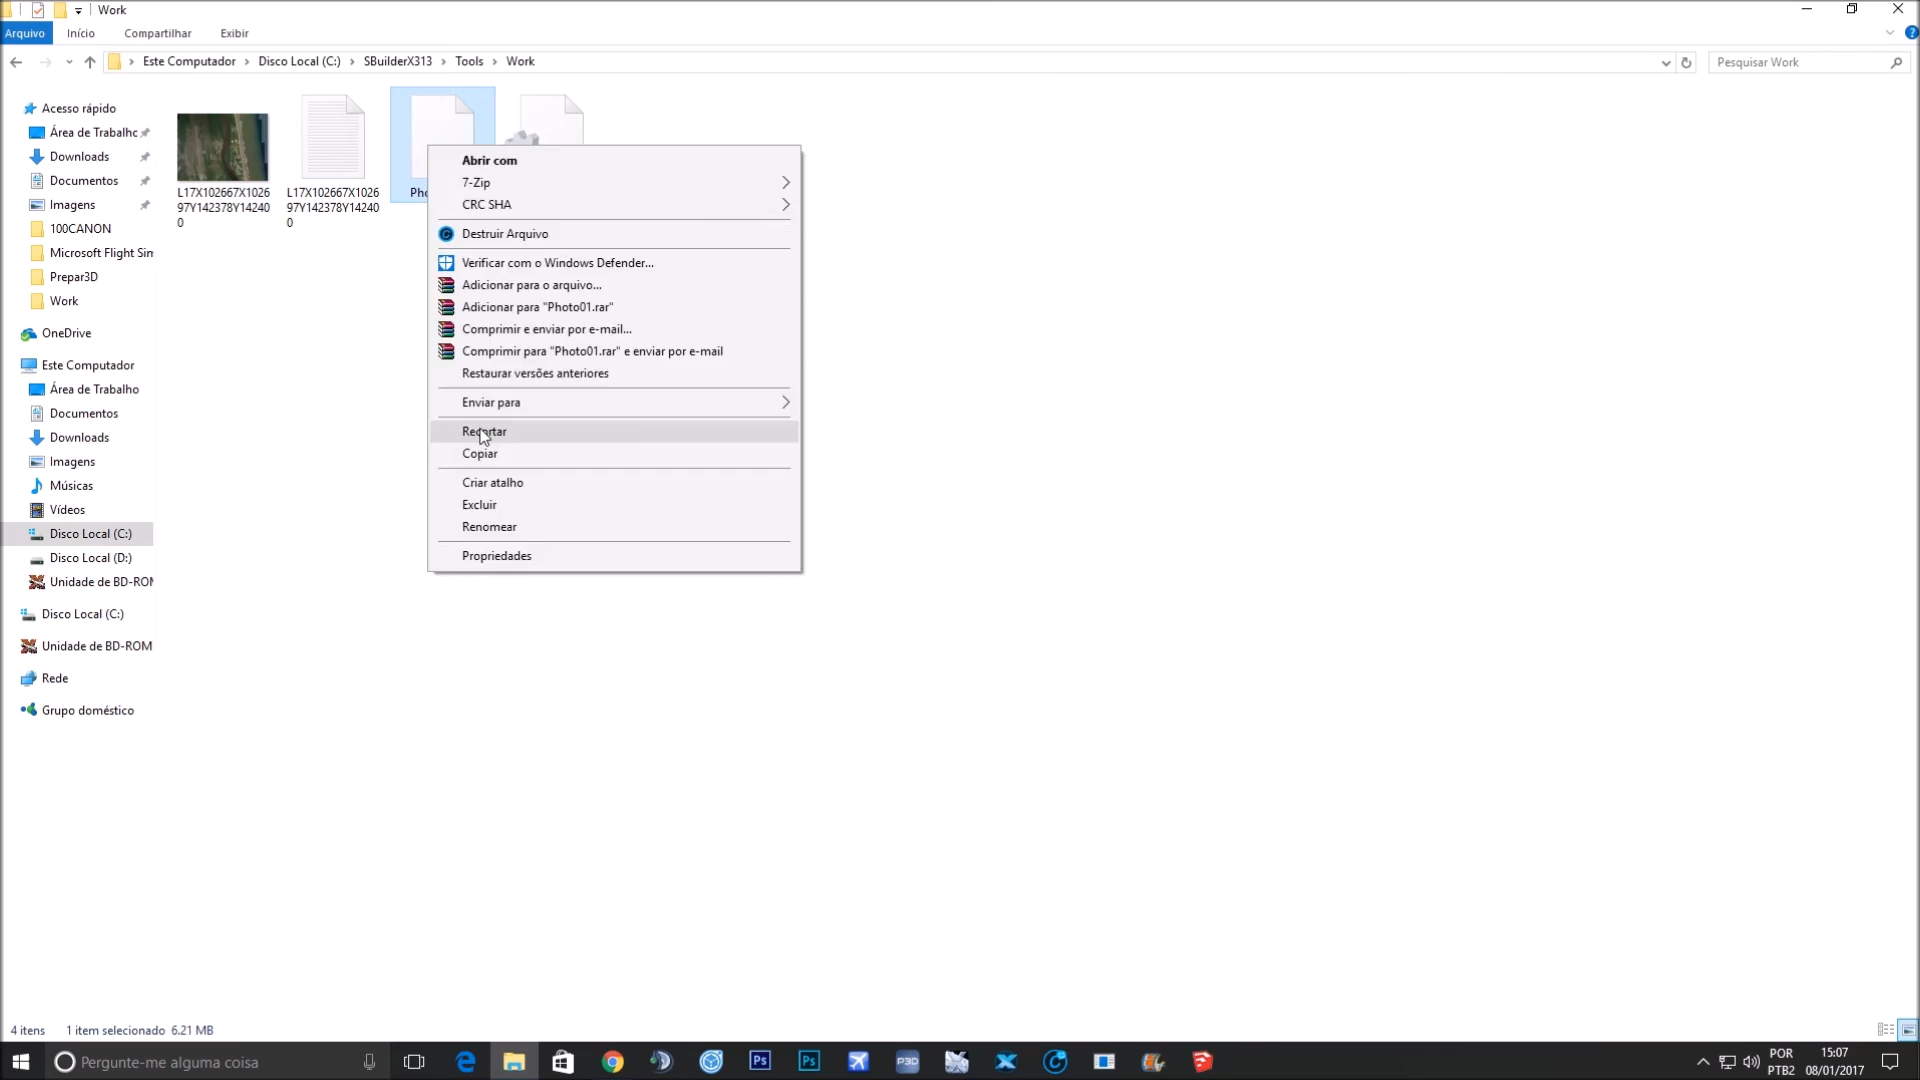 Work
Arquivo Início Compartilhar Exibir
Este Computador Disco Local (C:) SBuilderX313 Tools Work
Pesquisar Work
Acesso rápido
Área de Trabalhc
Downloads
Documentos
Imagens
100CANON
Microsoft Flight Sin
Prepar3D
Work
OneDrive
Este Computador
Área de Trabalho
Documentos
Downloads
Imagens
Músicas
Vídeos
Disco Local (C:)
Disco Local (D:)
Unidade de BD-ROM
Disco Local (C:)
Unidade de BD-ROM
Rede
Grupo doméstico
L17X102667X1026
97Y142378Y14240
0
L17X102667X1026
97Y142378Y14240
0
Pho
Abrir com
7-Zip
CRC SHA
Destruir Arquivo
Verificar com o Windows Defender...
Adicionar para o arquivo...
Adicionar para "Photo01.rar"
Comprimir e enviar por e-mail...
Comprimir para "Photo01.rar" e enviar por e-mail
Restaurar versões anteriores
Enviar para
Recortar
Copiar
Criar atalho
Excluir
Renomear
Propriedades
4 itens 1 item selecionado 6.21 MB
Pergunte-me alguma coisa
Ps
Ps
P3D
POR
PTB2
15:07
08/01/2017